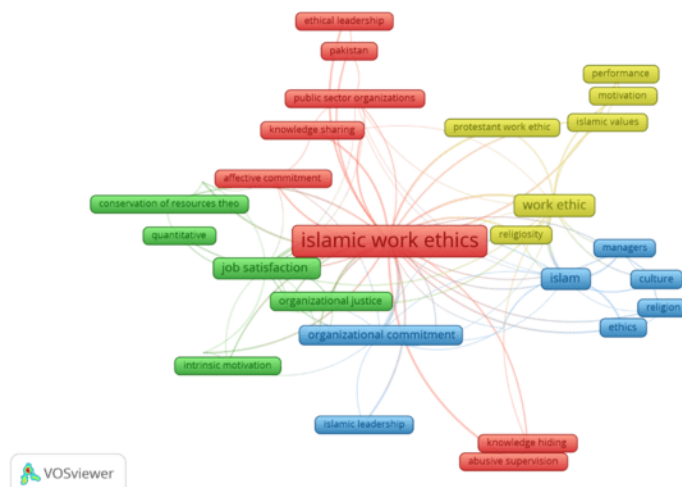 ethical leadership
pakistan
performance
motivation
public sector organizations
islamic values
knowledge sharing
protestant work ethic
affective commitment
conservation of resources theo
work ethic
quantitative
islamic work ethics
religiosity
managers
job satisfaction
islam
culture
organizational justice
religion
organizational commitment
ethics
intrinsic motivation
islamic leadership
knowledge hiding
abusive supervision
VOSviewer